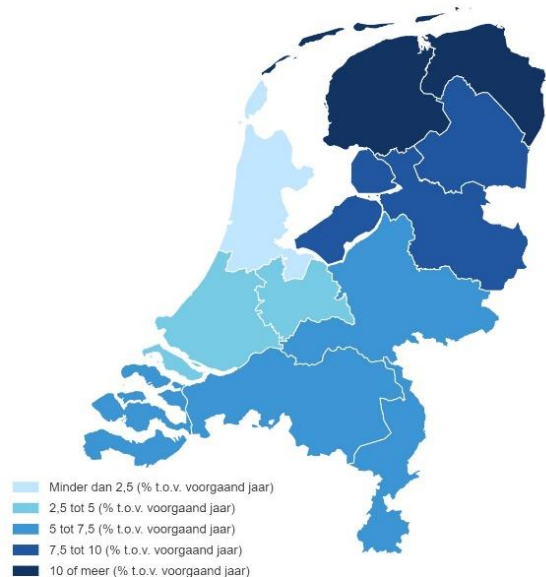 Minder dan 2,5 (% t.o.v. voorgaand jaar)
2,5 tot 5 (% t.o.v. voorgaand jaar)
5 tot 7,5 (% t.o.v. voorgaand jaar)
7,5 tot 10 (% t.o.v. voorgaand jaar)
10 of meer (% t.o.v. voorgaand jaar)